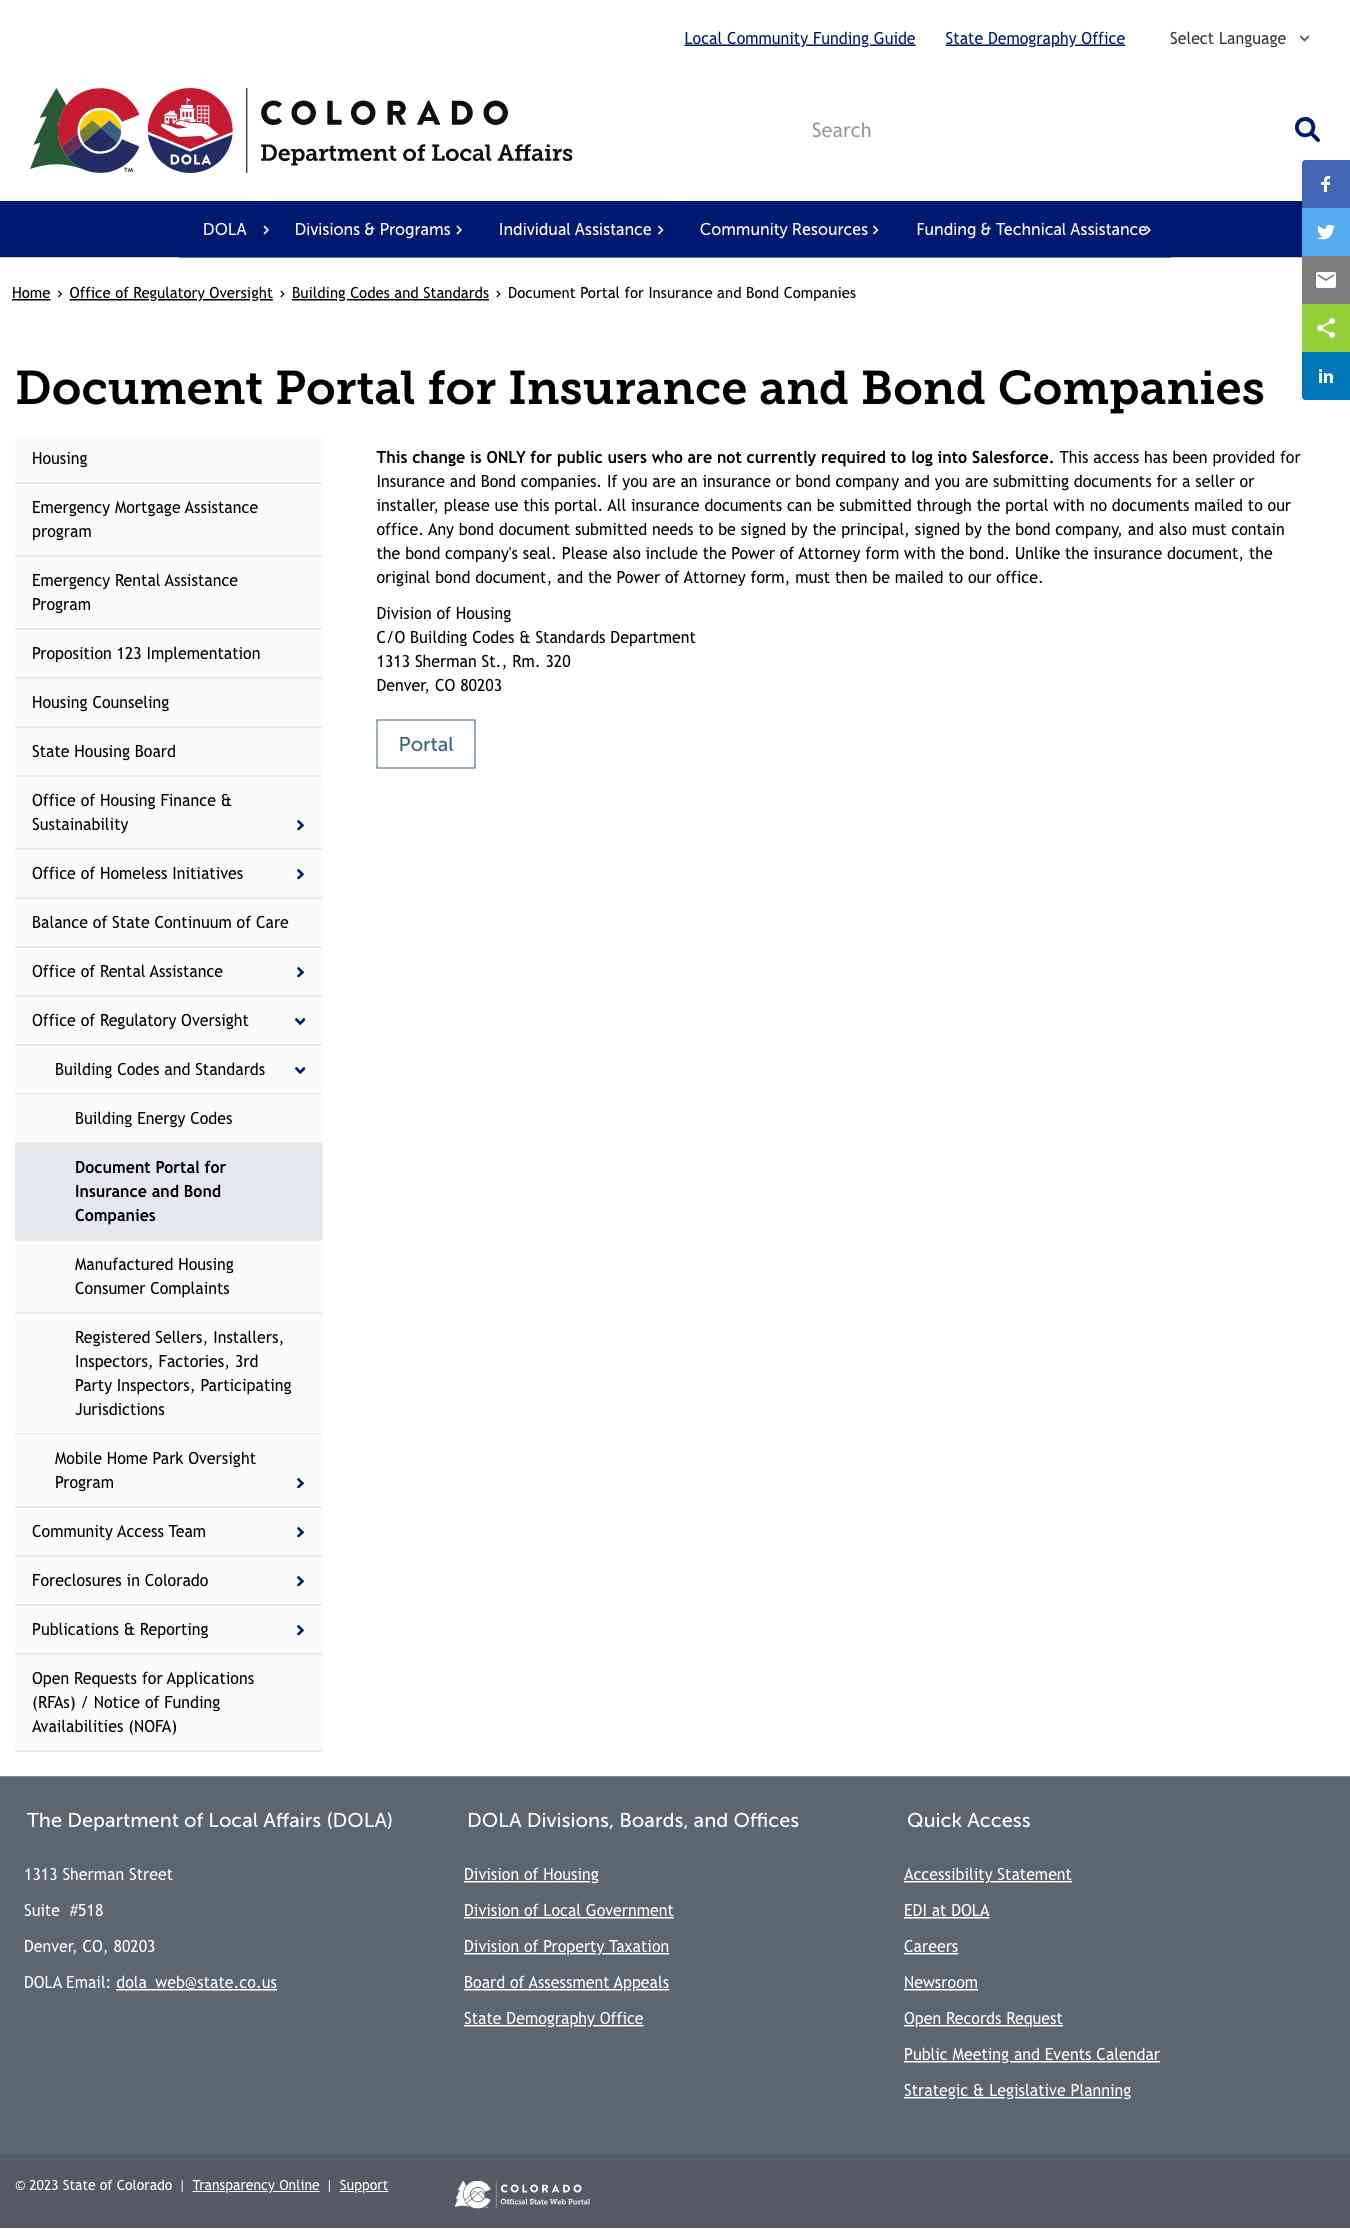 Local Community Funding Guide State Demography Office Select Language
DOLA
TM
COLORADO
Department of Local Affairs
Search
DOLA Divisions & Programs Individual Assistance Community Resources Funding & Technical Assistance
Home › Office of Regulatory Oversight › Building Codes and Standards › Document Portal for Insurance and Bond Companies
Document Portal for Insurance and Bond Companies
Housing
Emergency Mortgage Assistance
program
Emergency Rental Assistance
Program
Proposition 123 Implementation
Housing Counseling
State Housing Board
Office of Housing Finance &
Sustainability
Office of Homeless Initiatives
Balance of State Continuum of Care
Office of Rental Assistance
Office of Regulatory Oversight
Building Codes and Standards
Building Energy Codes
Document Portal for
Insurance and Bond
Companies
Manufactured Housing
Consumer Complaints
Registered Sellers, Installers,
Inspectors, Factories, 3rd
Party Inspectors, Participating
Jurisdictions
Mobile Home Park Oversight
Program
Community Access Team
Foreclosures in Colorado
Publications & Reporting
Open Requests for Applications
(RFAs) / Notice of Funding
Availabilities (NOFA)
This change is ONLY for public users who are not currently required to log into Salesforce. This access has been provided for
Insurance and Bond companies. If you are an insurance or bond company and you are submitting documents for a seller or
installer, please use this portal. All insurance documents can be submitted through the portal with no documents mailed to our
office. Any bond document submitted needs to be signed by the principal, signed by the bond company, and also must contain
the bond company's seal. Please also include the Power of Attorney form with the bond. Unlike the insurance document, the
original bond document, and the Power of Attorney form, must then be mailed to our office.
Division of Housing
C/O Building Codes & Standards Department
1313 Sherman St., Rm. 320
Denver, CO 80203
Portal
The Department of Local Affairs (DOLA)
1313 Sherman Street
Suite #518
Denver, CO, 80203
DOLA Email: dola_web@state.co.us
DOLA Divisions, Boards, and Offices
Division of Housing
Division of Local Government
Division of Property Taxation
Board of Assessment Appeals
State Demography Office
Quick Access
Accessibility Statement
EDI at DOLA
Careers
Newsroom
Open Records Request
Public Meeting and Events Calendar
Strategic & Legislative Planning
© 2023 State of Colorado | Transparency Online | Support
COLORADO
Official State Web Portal